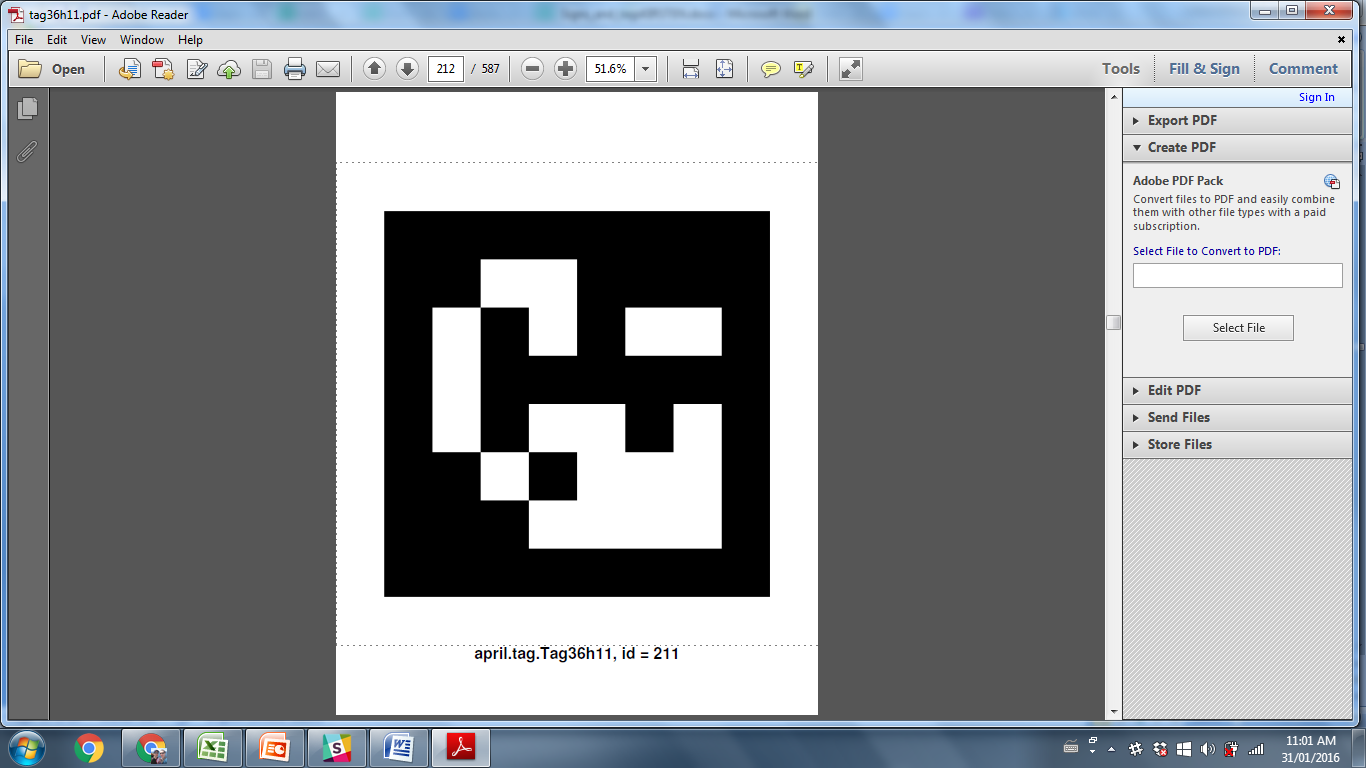 tag36h11.pdf - Adobe Reader
File Edit View Window Help
Open 212 / 587 51.6% Tools Fill & Sign Comment
Sign In
Export PDF
Create PDF
Adobe PDF Pack
Convert files to PDF and easily combine
them with other file types with a paid
subscription.
Select File to Convert to PDF:
Select File
Edit PDF
Send Files
Store Files
april.tag.Tag36h11, id = 211
11:01 AM
31/01/2016